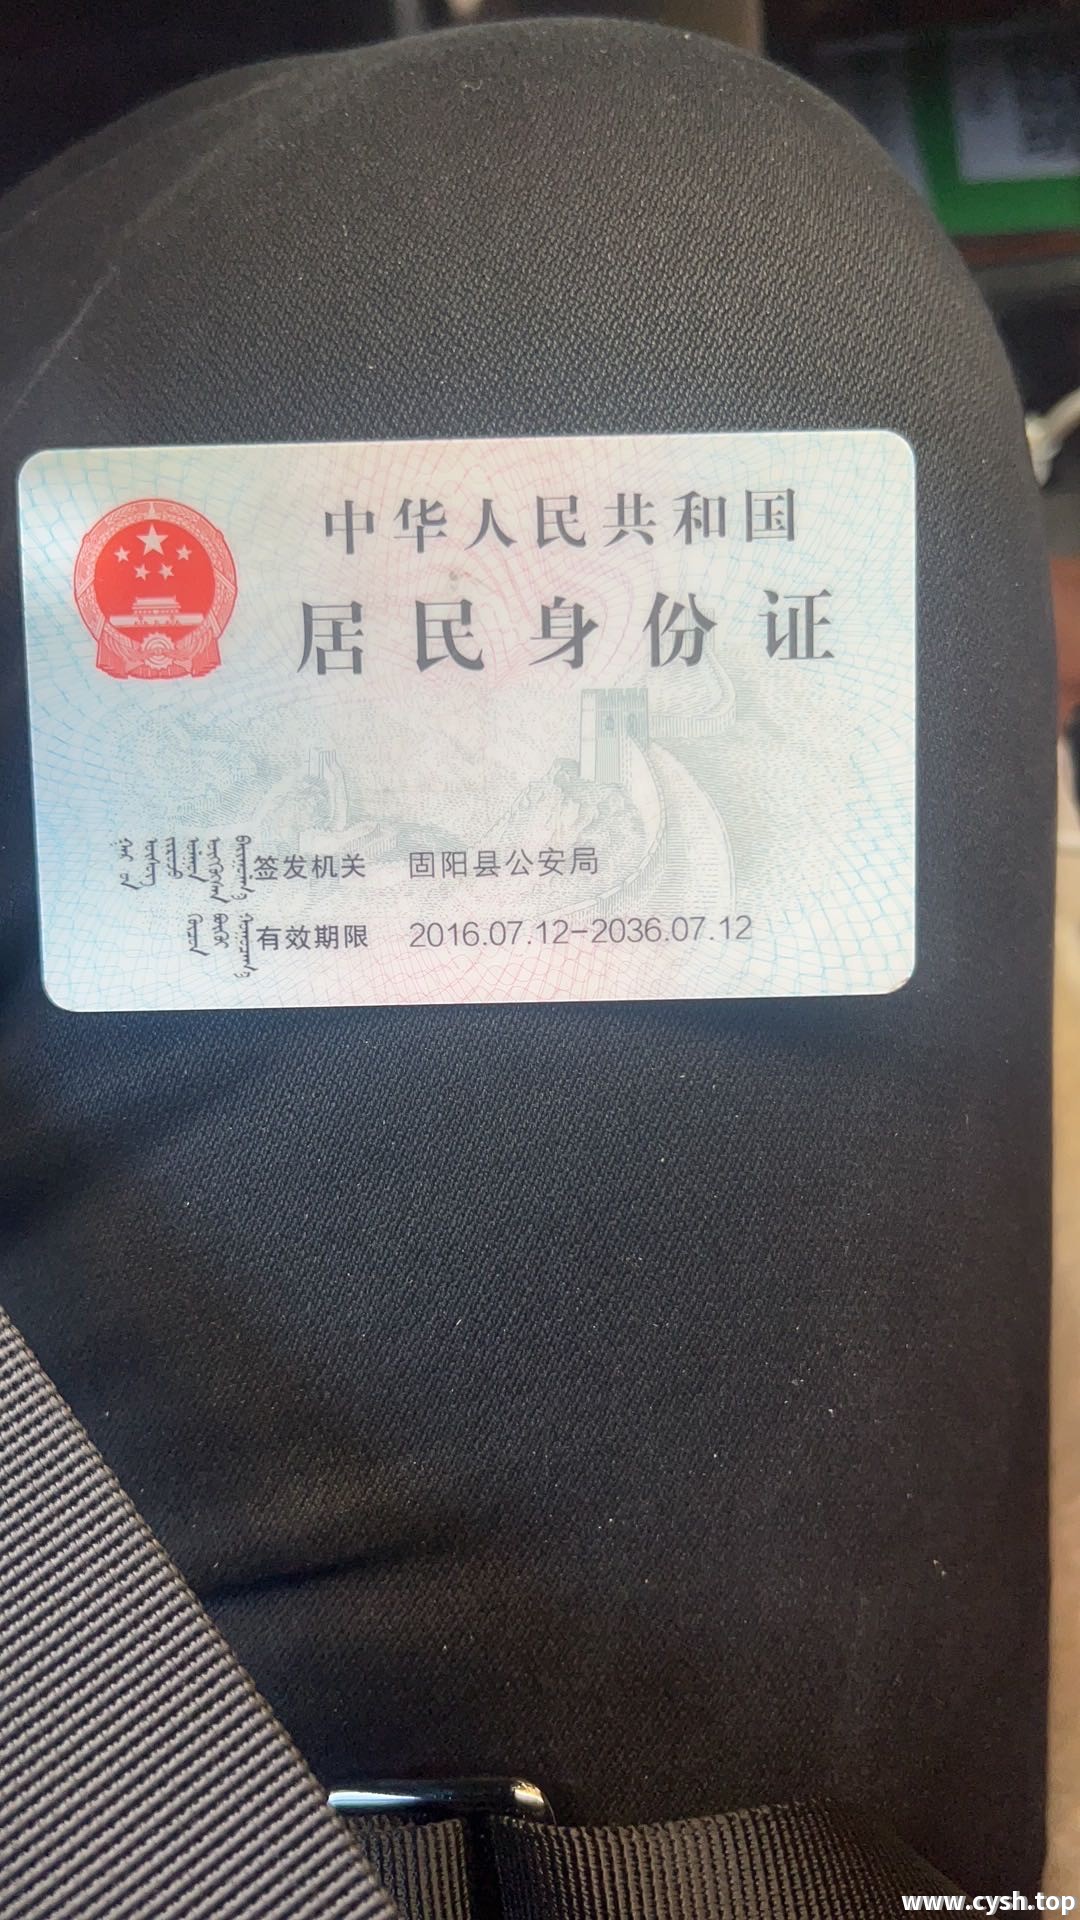 中华人民共和国
居民身份证
签发机关 固阳县公安局
有效期限 2016.07.12-2036.07.12
www.cysh.top